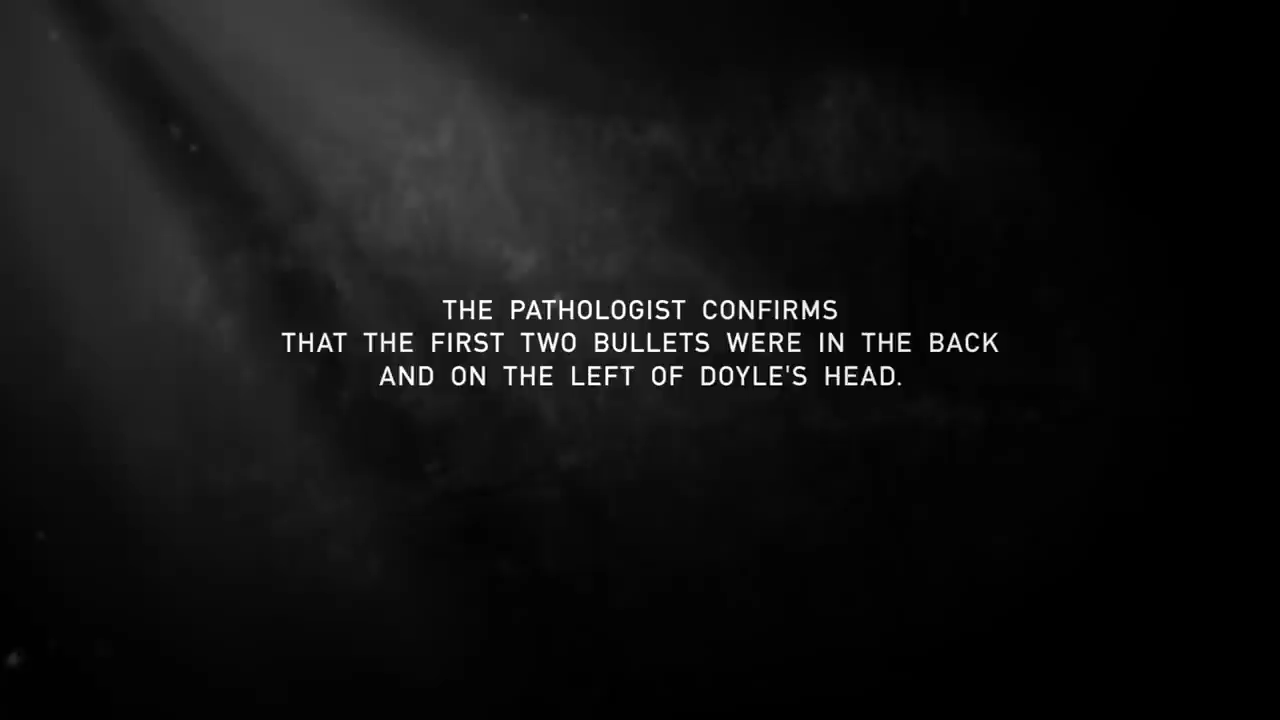 THE PATHOLOGIST CONFIRMS
THAT THE FIRST TWO BULLETS WERE IN THE BACK
AND ON THE LEFT OF DOYLE'S HEAD.